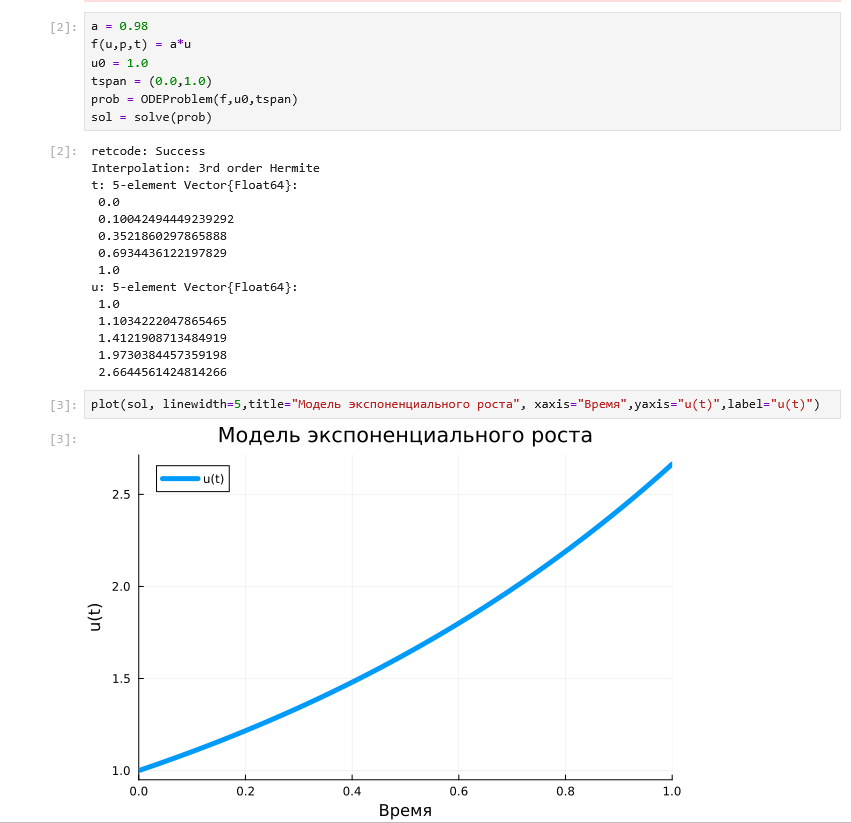 [2]: a = 0.98
f(u,p,t) = a*u
u0 = 1.0
tspan = (0.0,1.0)
prob = ODEProblem(f,u0,tspan)
sol = solve(prob)
[2]: retcode: Success
Interpolation: 3rd order Hermite
t: 5-element Vector{Float64}:
0.0
0.10042494449239292
0.3521860297865888
0.6934436122197829
1.0
u: 5-element Vector{Float64}:
1.0
1.1034222047865465
1.4121908713484919
1.9730384457359198
2.6644561424814266
[3]: plot(sol, linewidth=5,title="Модель экспоненциального роста", xaxis="Время",yaxis="u(t)",label="u(t)")
[3]:
Модель экспоненциального роста
u(t)
2.5
2.0
u(t)
1.5
1.0
0.0 0.2 0.4 0.6 0.8 1.0
Время